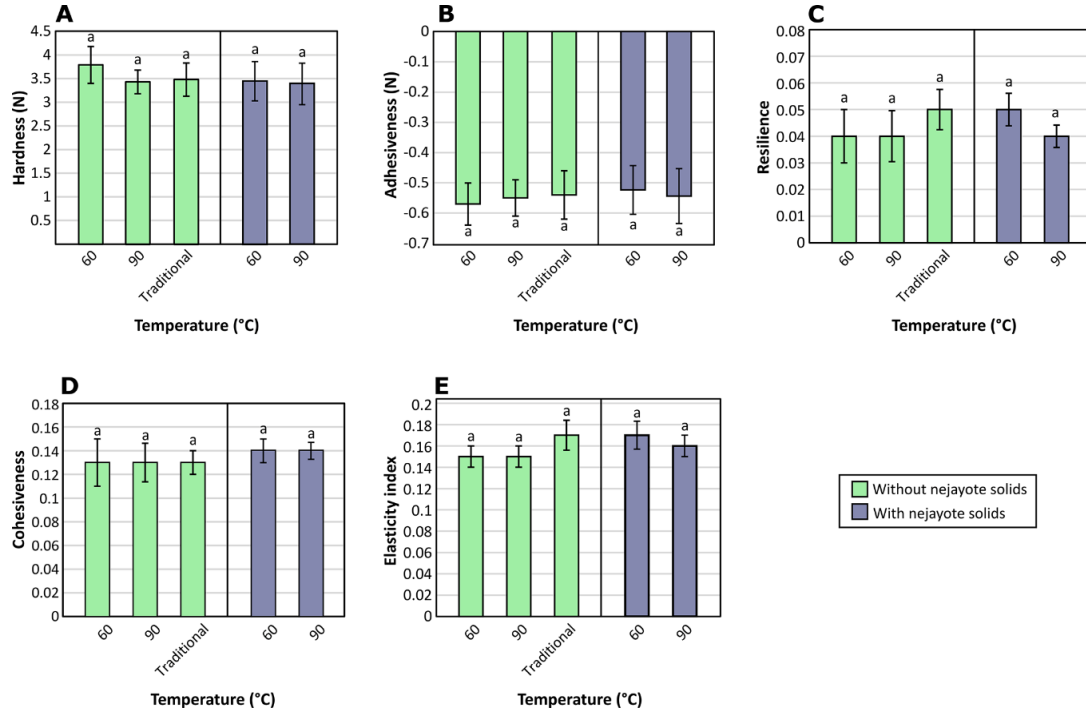 A
4.5
4
3.5
3
2.5
2
1.5
1
0.5
Hardness (N)
a
a
a
a
a
60
90
Traditional
60
90
Temperature (°C)
B
0
-0.1
-0.2
-0.3
-0.4
-0.5
-0.6
-0.7
Adhesiveness (N)
a
a
a
a
a
60
90
Traditional
60
90
Temperature (°C)
C
0.08
0.07
0.06
0.05
0.04
0.03
0.02
0.01
0
Resilience
a
a
a
a
a
60
90
Traditional
60
90
Temperature (°C)
D
0.18
0.16
0.14
0.12
0.1
0.08
0.06
0.04
0.02
0
Cohesiveness
a
a
a
a
a
60
90
Traditional
60
90
Temperature (°C)
E
0.2
0.18
0.16
0.14
0.12
0.1
0.08
0.06
0.04
0.02
0
Elasticity index
a
a
a
a
a
60
90
Traditional
60
90
Temperature (°C)
Without nejayote solids
With nejayote solids